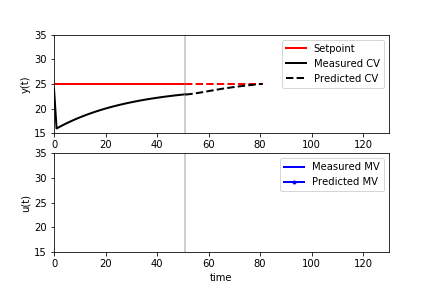 35
30
25
20
15
y(t)
Setpoint
Measured CV
Predicted CV
0 20 40 60 80 100 120
35
30
25
20
15
u(t)
Measured MV
Predicted MV
0 20 40 60 80 100 120
time